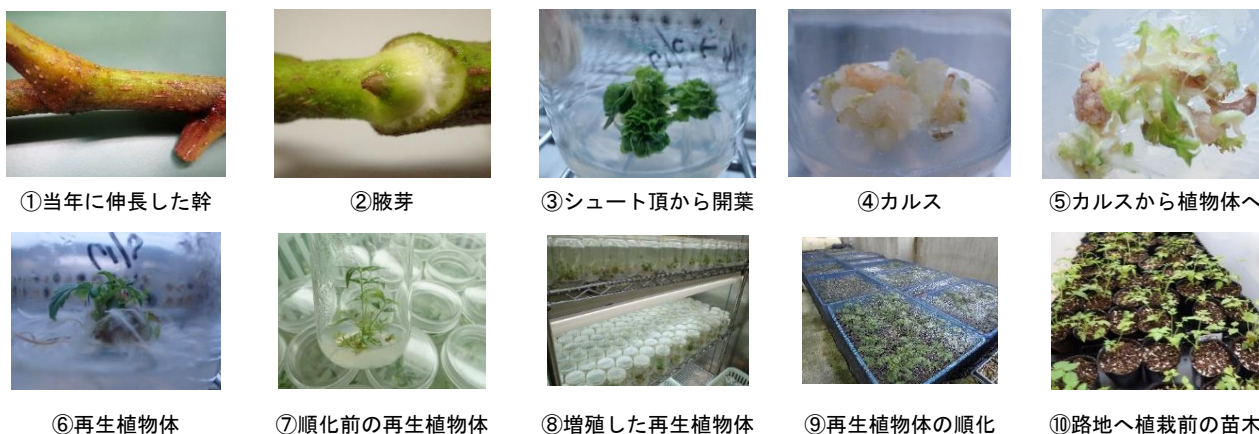 ①当年に伸長した幹
②腋芽
③シュート頂から開葉
④カルス
⑤カルスから植物体へ
⑥再生植物体
⑦順化前の再生植物体
⑧増殖した再生植物体
⑨再生植物体の順化
⑩路地へ植栽前の苗木